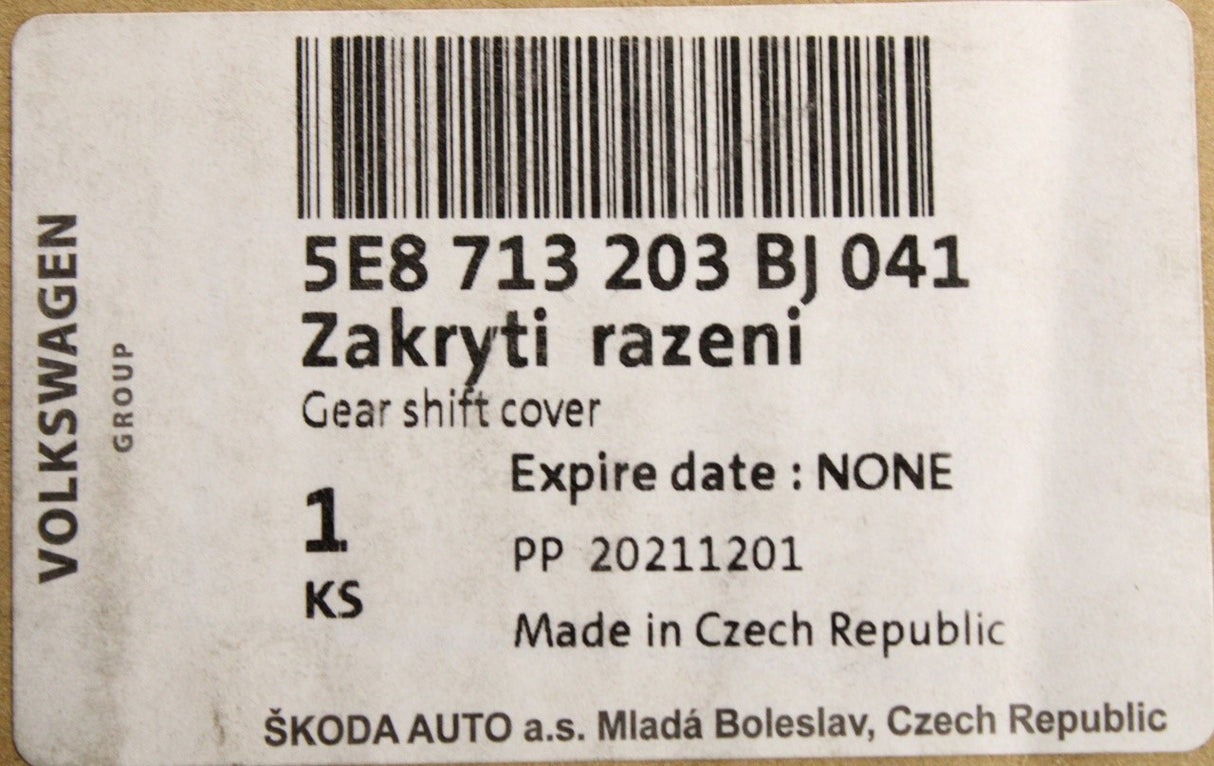 VOLKSWAGEN
GROUP
5E8 713 203 BJ 041
Zakryti razeni
Gear shift cover
Expire date : NONE
1
KS
PP 20211201
Made in Czech Republic
ŠKODA AUTO a.s. Mladá Boleslav, Czech Republic